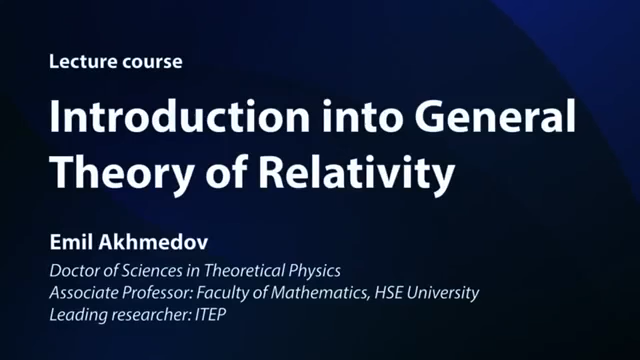 Lecture course
Introduction into General
Theory of Relativity
Emil Akhmedov
Doctor of Sciences in Theoretical Physics
Associate Professor: Faculty of Mathematics, HSE University
Leading researcher: ITEP